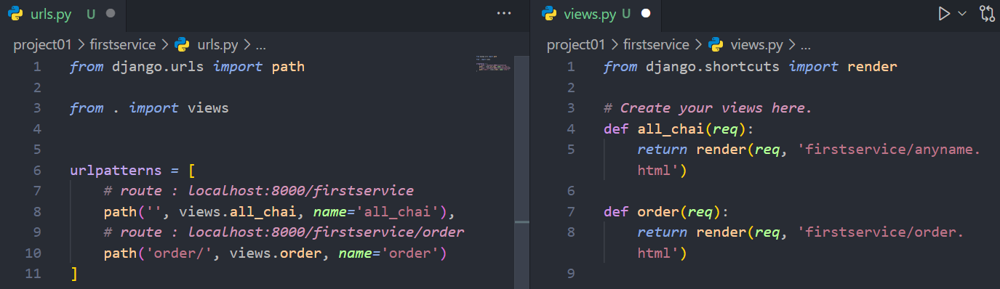 urls.py U
project01 > firstservice > urls.py > ...
1 from django.urls import path
2
3 from . import views
4
5
6 urlpatterns = [
7 # route : localhost:8000/firstservice
8 path('', views.all_chai, name='all_chai'),
9 # route : localhost:8000/firstservice/order
10 path('order/', views.order, name='order')
11 ]
views.py U
project01 > firstservice > views.py > ...
1 from django.shortcuts import render
2
3 # Create your views here.
4 def all_chai(req):
5 return render(req, 'firstservice/anyname.
html')
6
7 def order(req):
8 return render(req, 'firstservice/order.
html')
9